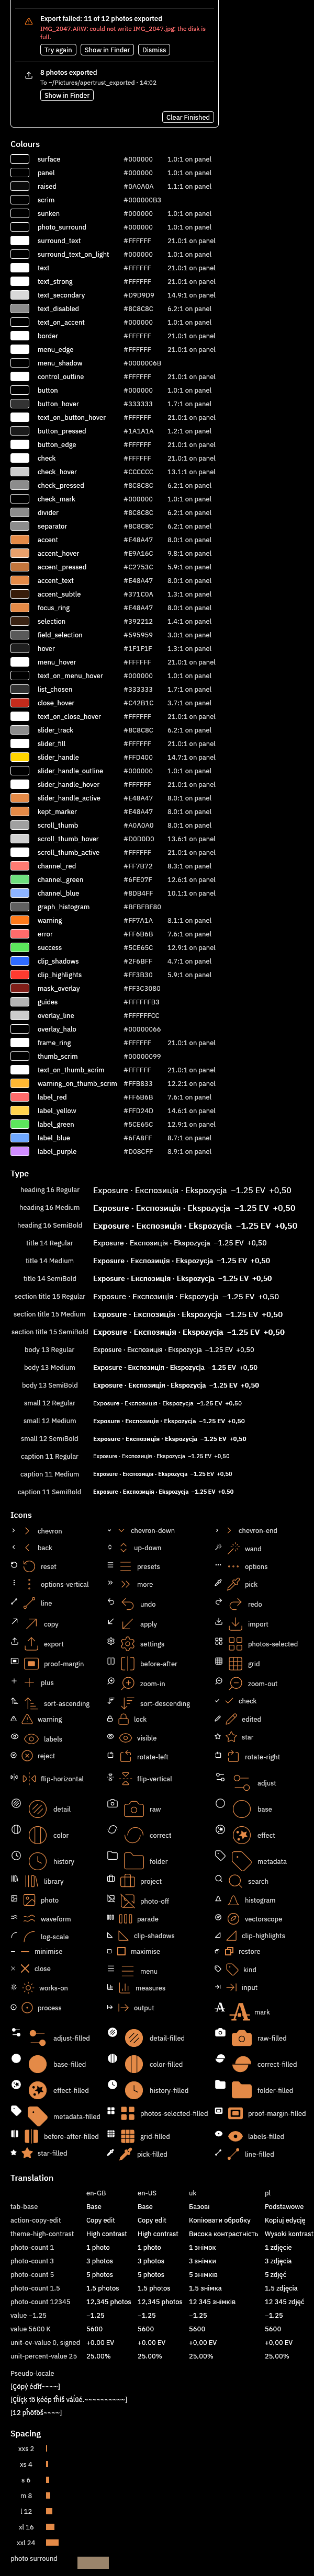 Export failed: 11 of 12 photos exported
IMG_2047.ARW: could not write IMG_2047.jpg: the disk is
full.
Try again Show in Finder Dismiss
8 photos exported
To ~/Pictures/apertrust_exported · 14:02
Show in Finder
Clear Finished
Colours
surface #000000 1.0:1 on panel
panel #000000 1.0:1 on panel
raised #0A0A0A 1.1:1 on panel
scrim #000000B3
sunken #000000 1.0:1 on panel
photo_surround #000000 1.0:1 on panel
surround_text #FFFFFF 21.0:1 on panel
surround_text_on_light #000000 1.0:1 on panel
text #FFFFFF 21.0:1 on panel
text_strong #FFFFFF 21.0:1 on panel
text_secondary #D9D9D9 14.9:1 on panel
text_disabled #8C8C8C 6.2:1 on panel
text_on_accent #000000 1.0:1 on panel
border #FFFFFF 21.0:1 on panel
menu_edge #FFFFFF 21.0:1 on panel
menu_shadow #0000006B
control_outline #FFFFFF 21.0:1 on panel
button #000000 1.0:1 on panel
button_hover #333333 1.7:1 on panel
text_on_button_hover #FFFFFF 21.0:1 on panel
button_pressed #1A1A1A 1.2:1 on panel
button_edge #FFFFFF 21.0:1 on panel
check #FFFFFF 21.0:1 on panel
check_hover #CCCCCC 13.1:1 on panel
check_pressed #8C8C8C 6.2:1 on panel
check_mark #000000 1.0:1 on panel
divider #8C8C8C 6.2:1 on panel
separator #8C8C8C 6.2:1 on panel
accent #E48A47 8.0:1 on panel
accent_hover #E9A16C 9.8:1 on panel
accent_pressed #C2753C 5.9:1 on panel
accent_text #E48A47 8.0:1 on panel
accent_subtle #371C0A 1.3:1 on panel
focus_ring #E48A47 8.0:1 on panel
selection #392212 1.4:1 on panel
field_selection #595959 3.0:1 on panel
hover #1F1F1F 1.3:1 on panel
menu_hover #FFFFFF 21.0:1 on panel
text_on_menu_hover #000000 1.0:1 on panel
list_chosen #333333 1.7:1 on panel
close_hover #C42B1C 3.7:1 on panel
text_on_close_hover #FFFFFF 21.0:1 on panel
slider_track #8C8C8C 6.2:1 on panel
slider_fill #FFFFFF 21.0:1 on panel
slider_handle #FFD400 14.7:1 on panel
slider_handle_outline #000000 1.0:1 on panel
slider_handle_hover #FFFFFF 21.0:1 on panel
slider_handle_active #E48A47 8.0:1 on panel
kept_marker #E48A47 8.0:1 on panel
scroll_thumb #A0A0A0 8.0:1 on panel
scroll_thumb_hover #D0D0D0 13.6:1 on panel
scroll_thumb_active #FFFFFF 21.0:1 on panel
channel_red #FF7B72 8.3:1 on panel
channel_green #6FE07F 12.6:1 on panel
channel_blue #8DB4FF 10.1:1 on panel
graph_histogram #BFBFBF80
warning #FF7A1A 8.1:1 on panel
error #FF6B6B 7.6:1 on panel
success #5CE65C 12.9:1 on panel
clip_shadows #2F6BFF 4.7:1 on panel
clip_highlights #FF3B30 5.9:1 on panel
mask_overlay #FF3C3080
guides #FFFFFFB3
overlay_line #FFFFFFCC
overlay_halo #00000066
frame_ring #FFFFFF 21.0:1 on panel
thumb_scrim #00000099
text_on_thumb_scrim #FFFFFF 21.0:1 on panel
warning_on_thumb_scrim #FFB833 12.2:1 on panel
label_red #FF6B6B 7.6:1 on panel
label_yellow #FFD24D 14.6:1 on panel
label_green #5CE65C 12.9:1 on panel
label_blue #6FA8FF 8.7:1 on panel
label_purple #D08CFF 8.9:1 on panel
Type
heading 16 Regular Exposure · Експозиція · Ekspozycja −1.25 EV +0,50
heading 16 Medium Exposure · Експозиція · Ekspozycja −1.25 EV +0,50
heading 16 SemiBold Exposure · Експозиція · Ekspozycja −1.25 EV +0,50
title 14 Regular Exposure · Експозиція · Ekspozycja −1.25 EV +0,50
title 14 Medium Exposure · Експозиція · Ekspozycja −1.25 EV +0,50
title 14 SemiBold Exposure · Експозиція · Ekspozycja −1.25 EV +0,50
section title 15 Regular Exposure · Експозиція · Ekspozycja −1.25 EV +0,50
section title 15 Medium Exposure · Експозиція · Ekspozycja −1.25 EV +0,50
section title 15 SemiBold Exposure · Експозиція · Ekspozycja −1.25 EV +0,50
body 13 Regular Exposure · Експозиція · Ekspozycja −1.25 EV +0,50
body 13 Medium Exposure · Експозиція · Ekspozycja −1.25 EV +0,50
body 13 SemiBold Exposure · Експозиція · Ekspozycja −1.25 EV +0,50
small 12 Regular Exposure · Експозиція · Ekspozycja −1.25 EV +0,50
small 12 Medium Exposure · Експозиція · Ekspozycja −1.25 EV +0,50
small 12 SemiBold Exposure · Експозиція · Ekspozycja −1.25 EV +0,50
caption 11 Regular Exposure · Експозиція · Ekspozycja −1.25 EV +0,50
caption 11 Medium Exposure · Експозиція · Ekspozycja −1.25 EV +0,50
caption 11 SemiBold Exposure · Експозиція · Ekspozycja −1.25 EV +0,50
Icons
chevron chevron-down chevron-end
back up-down wand
reset presets options
options-vertical more pick
line undo redo
copy apply import
export settings photos-selected
proof-margin before-after grid
plus zoom-in zoom-out
sort-ascending sort-descending check
warning lock edited
labels visible star
reject rotate-left rotate-right
flip-horizontal flip-vertical adjust
detail raw base
color correct effect
history folder metadata
library project search
photo photo-off histogram
waveform parade vectorscope
log-scale clip-shadows clip-highlights
minimise maximise restore
close menu kind
works-on measures input
process output mark
adjust-filled detail-filled raw-filled
base-filled color-filled correct-filled
effect-filled history-filled folder-filled
metadata-filled photos-selected-filled proof-margin-filled
before-after-filled grid-filled labels-filled
star-filled pick-filled line-filled
Translation
en-GB en-US uk pl
tab-base Base Base Базові Podstawowe
action-copy-edit Copy edit Copy edit Копіювати обробку Kopiuj edycję
theme-high-contrast High contrast High contrast Висока контрастність Wysoki kontrast
photo-count 1 1 photo 1 photo 1 знімок 1 zdjęcie
photo-count 3 3 photos 3 photos 3 знімки 3 zdjęcia
photo-count 5 5 photos 5 photos 5 знімків 5 zdjęć
photo-count 1.5 1.5 photos 1.5 photos 1,5 знімка 1,5 zdjęcia
photo-count 12345 12,345 photos 12,345 photos 12 345 знімків 12 345 zdjęć
value −1.25 −1.25 −1.25 −1,25 −1,25
value 5600 K 5600 5600 5600 5600
unit-ev-value 0, signed +0.00 EV +0.00 EV +0,00 EV +0,00 EV
unit-percent-value 25 25.00% 25.00% 25,00% 25,00%
Pseudo-locale
[12 ~~~~]
Spacing
xxs 2
xs 4
s 6
m 8
l 12
xl 16
xxl 24
photo surround